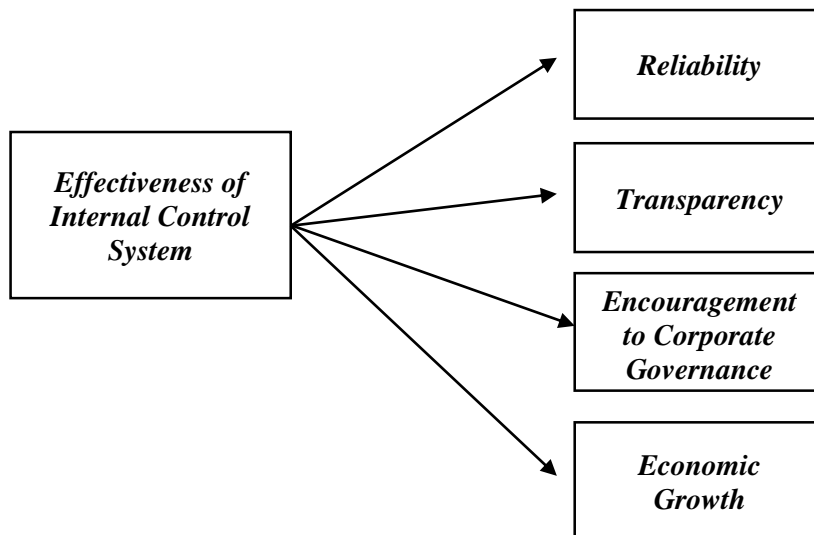 Reliability
Effectiveness of
Internal Control
System
Transparency
Encouragement
to Corporate
Governance
Economic
Growth